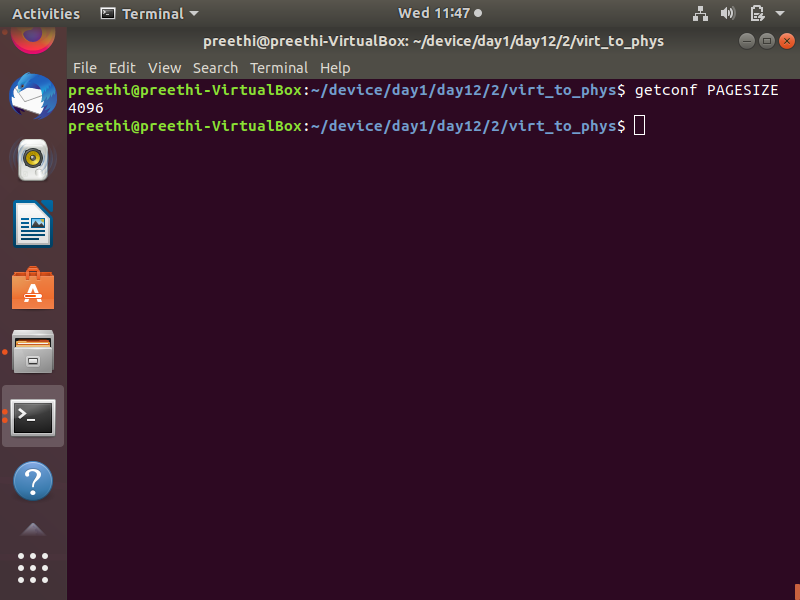 Activities Terminal Wed 11:47
preethi@preethi-VirtualBox: ~/device/day1/day12/2/virt_to_phys
File Edit View Search Terminal Help
preethi@preethi-VirtualBox:~/device/day1/day12/2/virt_to_phys$ getconf PAGESIZE
4096
preethi@preethi-VirtualBox:~/device/day1/day12/2/virt_to_phys$